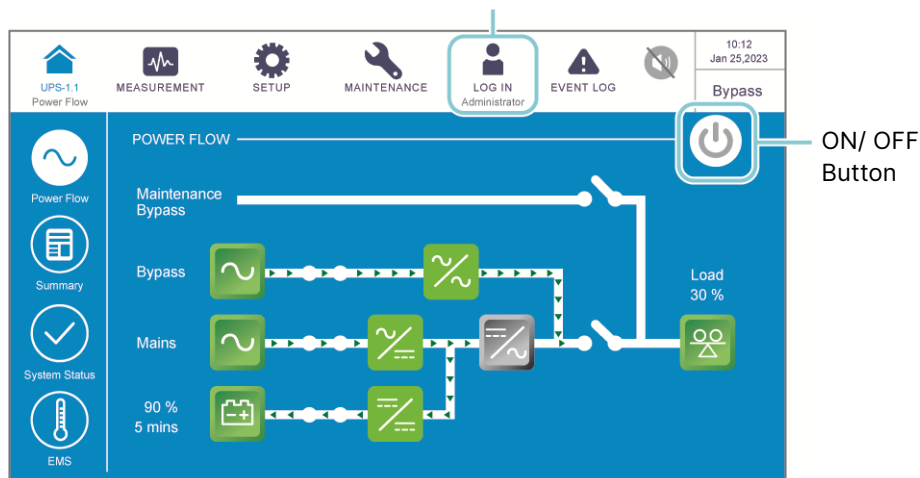 10:12
Jan 25,2023
UPS-1.1
Power Flow
MEASUREMENT
SETUP
MAINTENANCE
LOG IN
Administrator
EVENT LOG
Bypass
POWER FLOW
ON/ OFF
Button
Power Flow
Maintenance
Bypass
Summary
Bypass
Load
30 %
System Status
Mains
90 %
5 mins
EMS